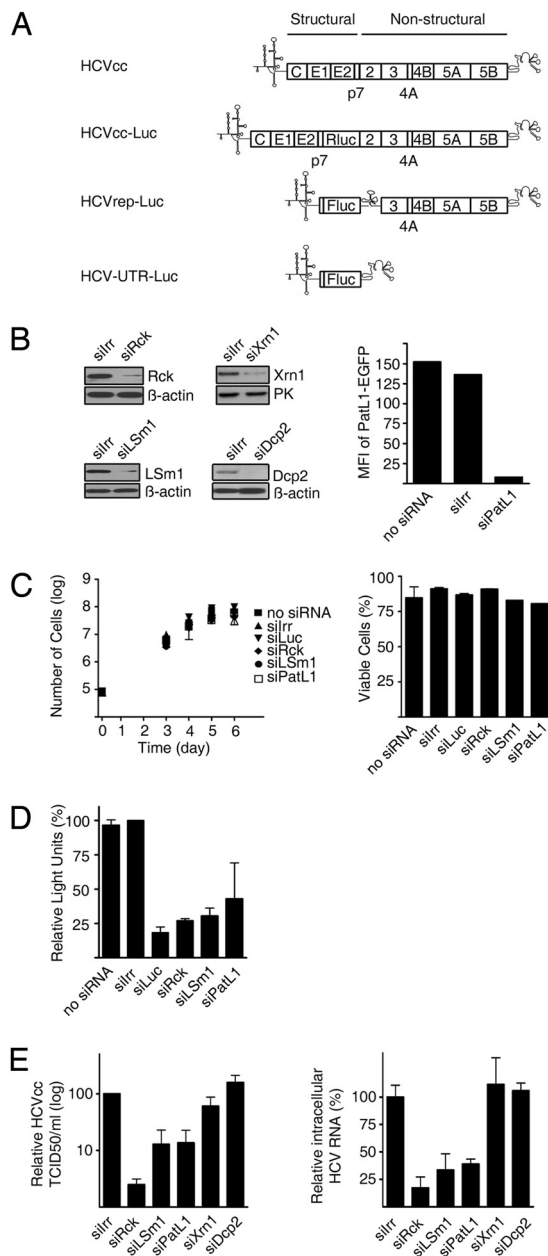 A
Structural Non-structural
HCVcc
C E1 E2 2 3 4B 5A 5B
p7 4A
HCVcc-Luc
C E1 E2 Rluc 2 3 4B 5A 5B
p7 4A
HCVrep-Luc
Fluc 3 4B 5A 5B
4A
HCV-UTR-Luc
Fluc
B
siIrr siRck
Rck
ß-actin
siIrr siXrn1
Xrn1
PK
siIrr siLSm1
LSm1
ß-actin
siIrr siDcp2
Dcp2
ß-actin
MFI of PatL1-EGFP
150
125
100
75
50
25
no siRNA siIrr siPatL1
C
Number of Cells (log)
9
8
7
6
5
4
0 1 2 3 4 5 6
Time (day)
no siRNA
siIrr
siLuc
siRck
siLSm1
siPatL1
Viable Cells (%)
100
75
50
25
no siRNA siIrr siLuc siRck siLSm1 siPatL1
D
Relative Light Units (%)
100
75
50
25
no siRNA siIrr siLuc siRck siLSm1 siPatL1
E
Relative HCVcc
TCID50/ml (log)
100
10
siIrr siRck siLSm1 siPatL1 siXrn1 siDcp2
Relative intracellular
HCV RNA (%)
125
100
75
50
25
siIrr siRck siLSm1 siPatL1 siXrn1 siDcp2